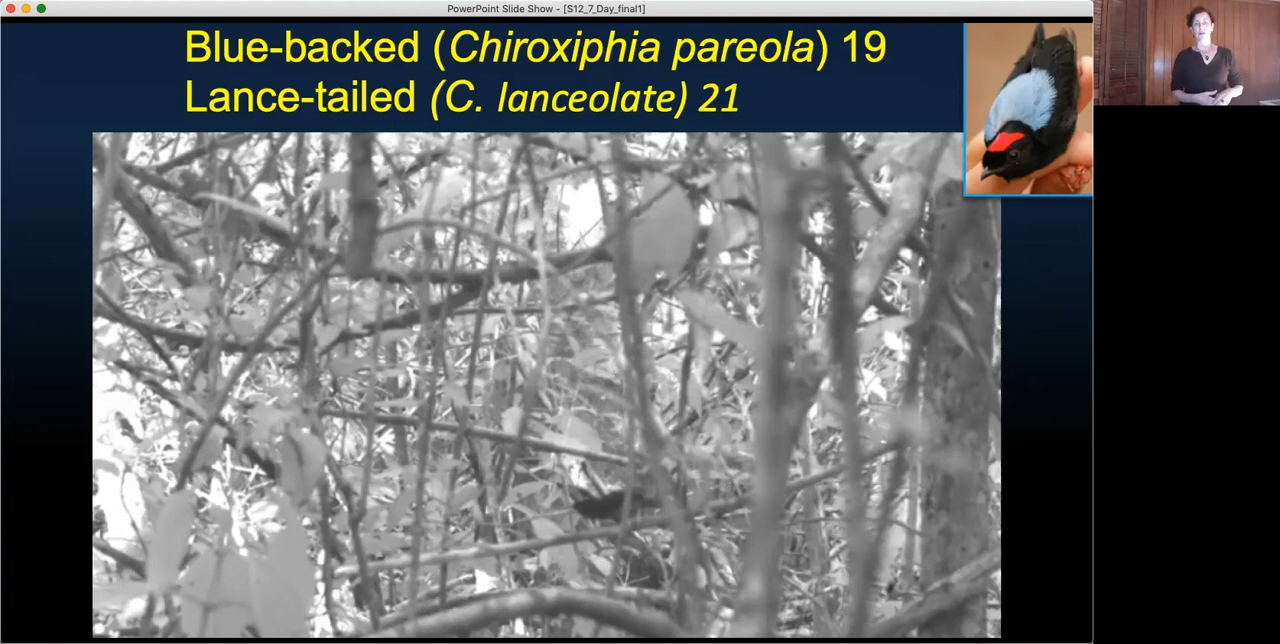 PowerPoint Slide Show - [S12_7_Day_final1]
Blue-backed (Chiroxiphia pareola) 19
Lance-tailed (C. lanceolate) 21